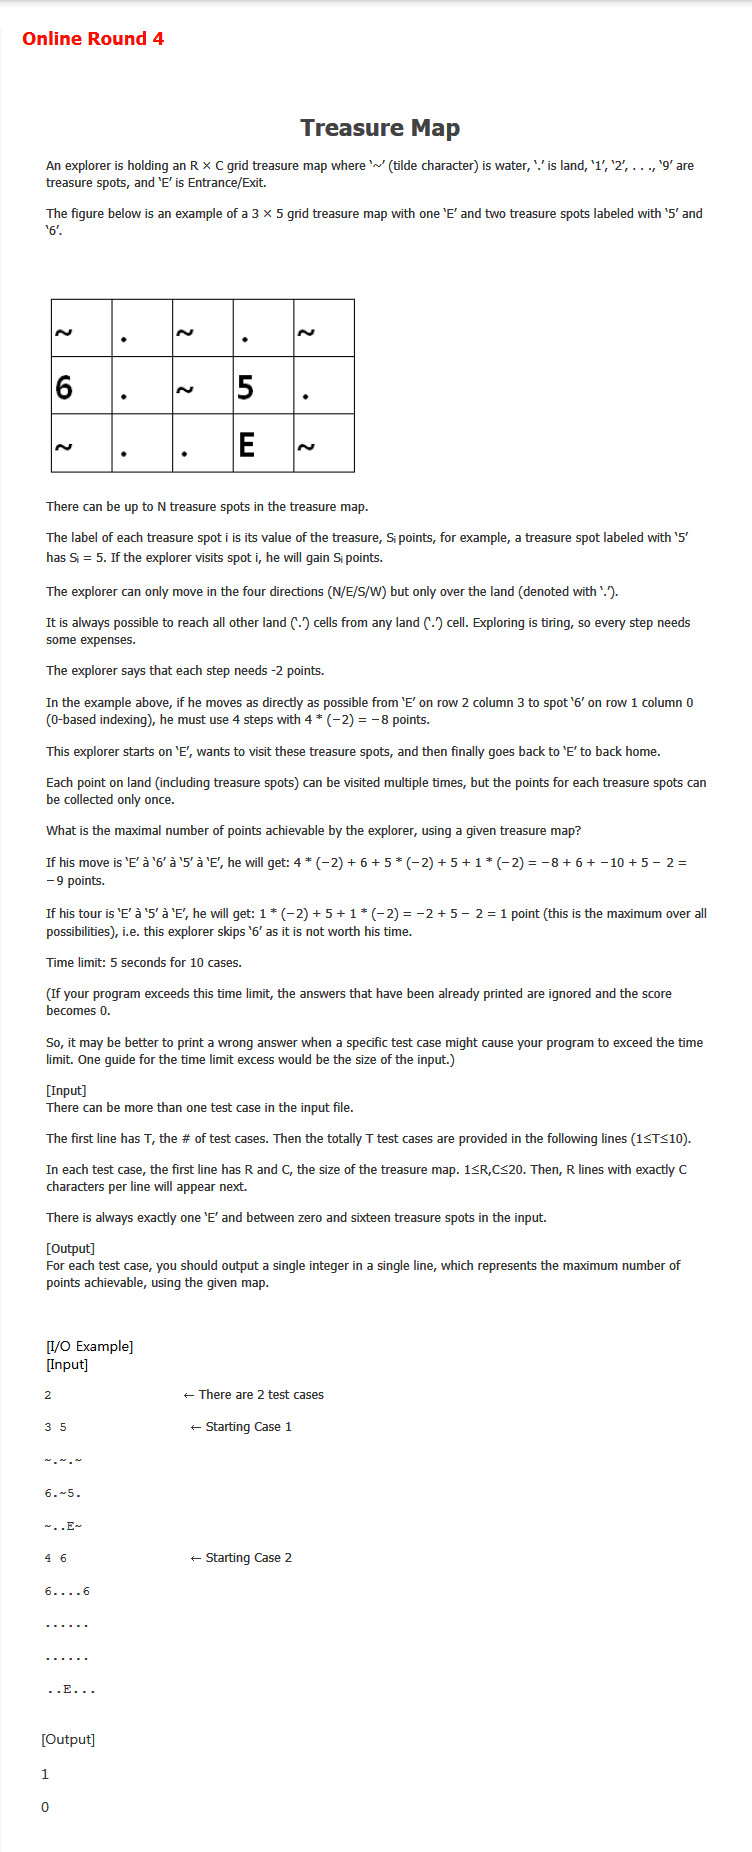 Online Round 4
Treasure Map
An explorer is holding an R × C grid treasure map where ‘~’ (tilde character) is water, ‘.’ is land, ‘1’, ‘2’, . . ., ‘9’ are
treasure spots, and ‘E’ is Entrance/Exit.
The figure below is an example of a 3 × 5 grid treasure map with one ‘E’ and two treasure spots labeled with ‘5’ and
‘6’.
~ . ~ . ~
6 . ~ 5 .
~ . . E ~
There can be up to N treasure spots in the treasure map.
The label of each treasure spot i is its value of the treasure, Si points, for example, a treasure spot labeled with ‘5’
has Si = 5. If the explorer visits spot i, he will gain Si points.
The explorer can only move in the four directions (N/E/S/W) but only over the land (denoted with ‘.’).
It is always possible to reach all other land (‘.’) cells from any land (‘.’) cell. Exploring is tiring, so every step needs
some expenses.
The explorer says that each step needs -2 points.
In the example above, if he moves as directly as possible from ‘E’ on row 2 column 3 to spot ‘6’ on row 1 column 0
(0-based indexing), he must use 4 steps with 4 * (−2) = −8 points.
This explorer starts on ‘E’, wants to visit these treasure spots, and then finally goes back to ‘E’ to back home.
Each point on land (including treasure spots) can be visited multiple times, but the points for each treasure spots can
be collected only once.
What is the maximal number of points achievable by the explorer, using a given treasure map?
If his move is ‘E’ à ‘6’ à ‘5’ à ‘E’, he will get: 4 * (−2) + 6 + 5 * (−2) + 5 + 1 * (−2) = −8 + 6 + −10 + 5 − 2 =
−9 points.
If his tour is ‘E’ à ‘5’ à ‘E’, he will get: 1 * (−2) + 5 + 1 * (−2) = −2 + 5 − 2 = 1 point (this is the maximum over all
possibilities), i.e. this explorer skips ‘6’ as it is not worth his time.
Time limit: 5 seconds for 10 cases.
(If your program exceeds this time limit, the answers that have been already printed are ignored and the score
becomes 0.
So, it may be better to print a wrong answer when a specific test case might cause your program to exceed the time
limit. One guide for the time limit excess would be the size of the input.)
[Input]
There can be more than one test case in the input file.
The first line has T, the # of test cases. Then the totally T test cases are provided in the following lines (1≤T≤10).
In each test case, the first line has R and C, the size of the treasure map. 1≤R,C≤20. Then, R lines with exactly C
characters per line will appear next.
There is always exactly one ‘E’ and between zero and sixteen treasure spots in the input.
[Output]
For each test case, you should output a single integer in a single line, which represents the maximum number of
points achievable, using the given map.
[I/O Example]
[Input]
2 ← There are 2 test cases
3 5 ← Starting Case 1
~.~.~
6.~5.
~..E~
4 6 ← Starting Case 2
6....6
......
......
..E...
[Output]
1
0